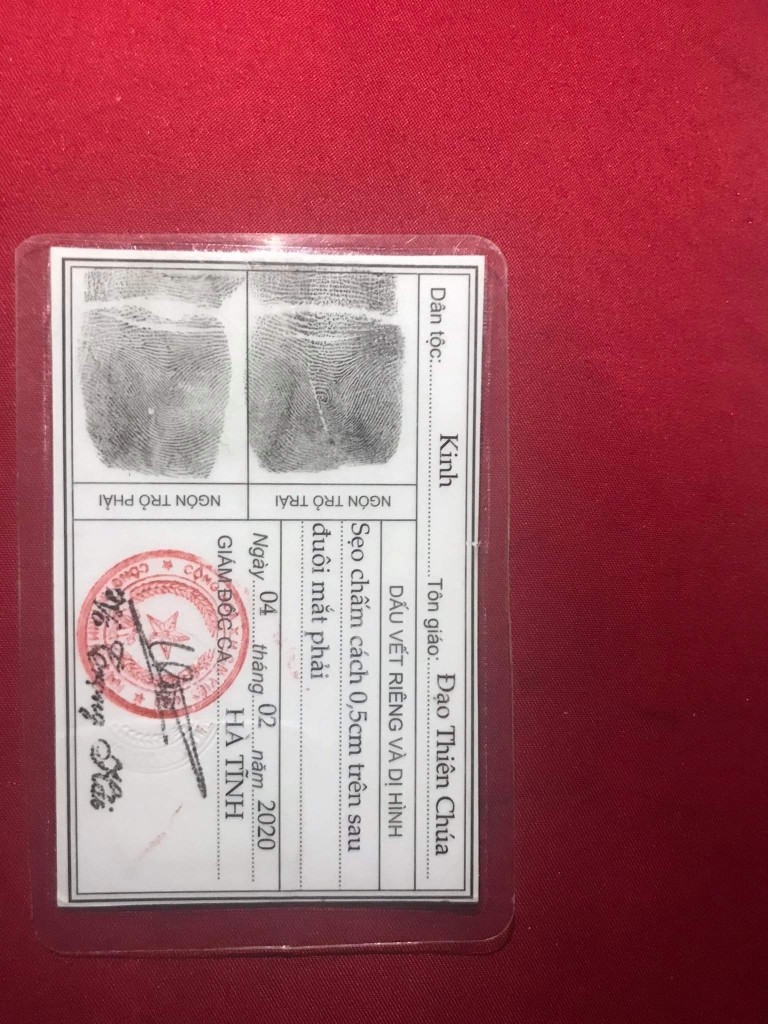 Dân tộc: Kinh Tôn giáo: Đạo Thiên Chúa
NGÓN TRỎ TRÁI
NGÓN TRỎ PHẢI
DẤU VẾT RIÊNG VÀ DỊ HÌNH
Sẹo chấm cách 0,5cm trên sau
đuôi mắt phải
Ngày 04 tháng 02 năm 2020
GIÁM ĐỐC CA HÀ TĨNH